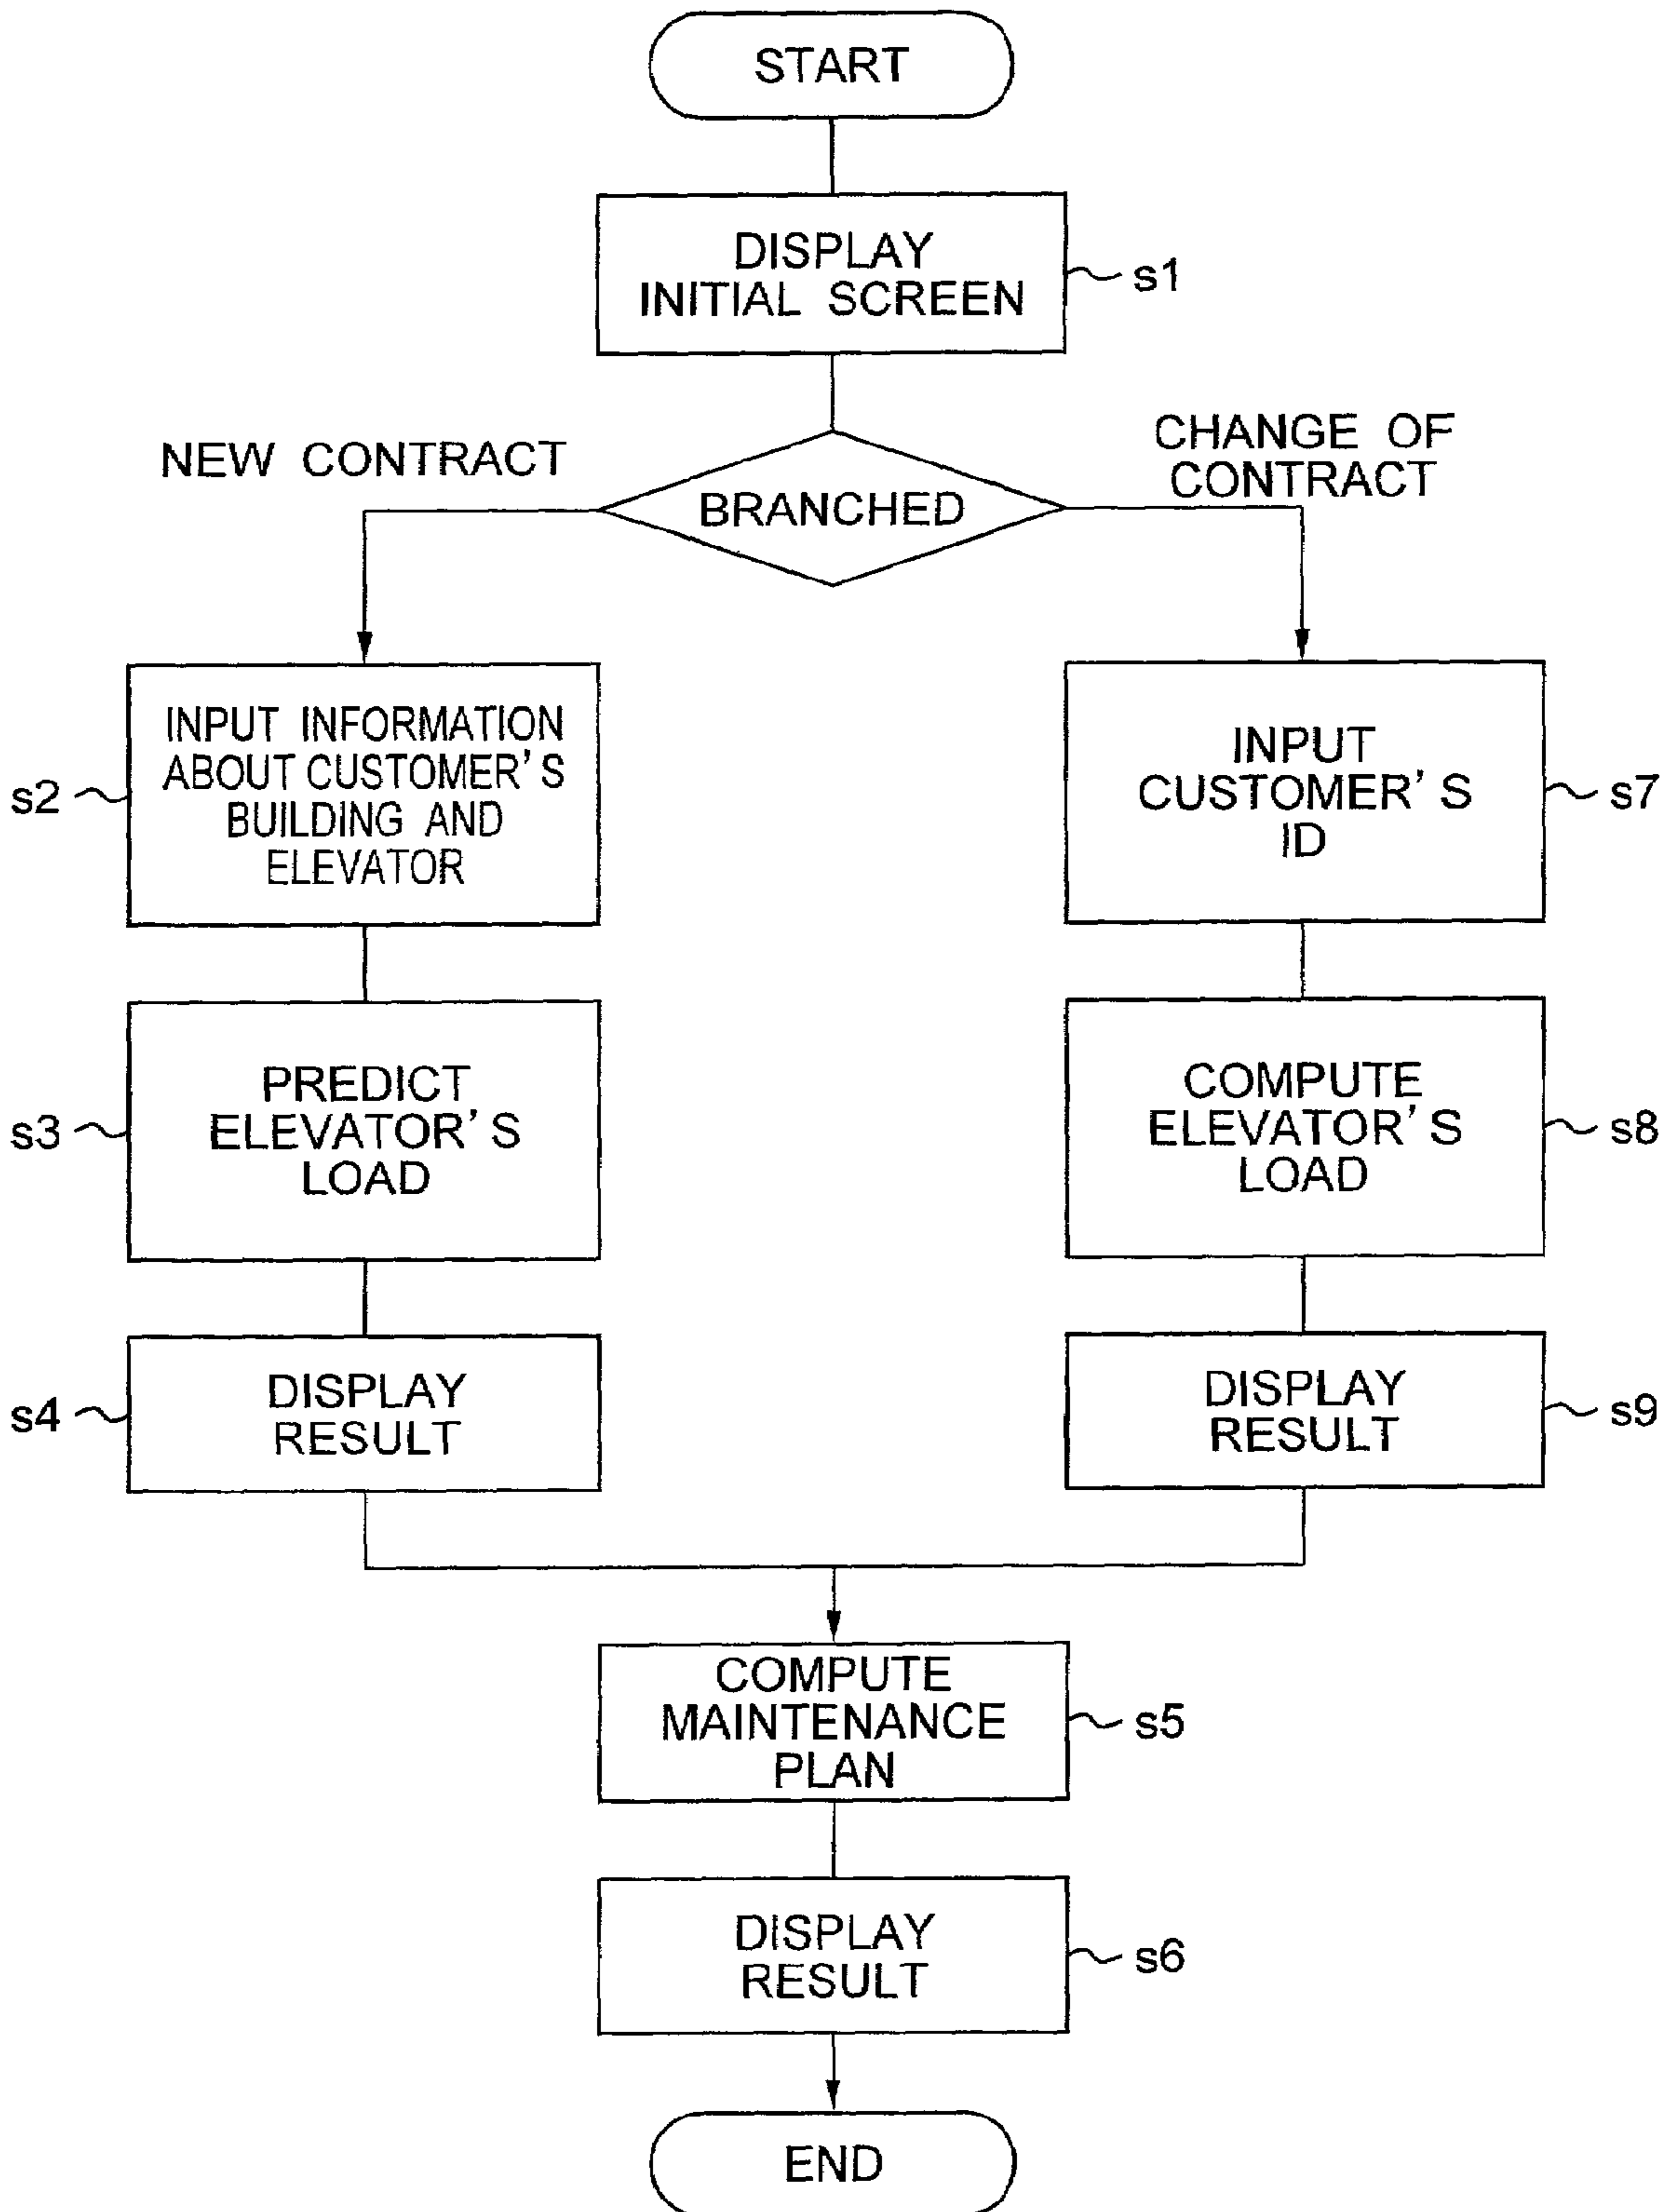 START
DISPLAY
INITIAL SCREEN
s1
NEW CONTRACT
CHANGE OF
CONTRACT
BRANCHED
INPUT INFORMATION
ABOUT CUSTOMER'S
BUILDING AND
ELEVATOR
s2
INPUT
CUSTOMER'S
ID
s7
PREDICT
ELEVATOR'S
LOAD
s3
COMPUTE
ELEVATOR'S
LOAD
s8
DISPLAY
RESULT
s4
DISPLAY
RESULT
s9
COMPUTE
MAINTENANCE
PLAN
s5
DISPLAY
RESULT
s6
END